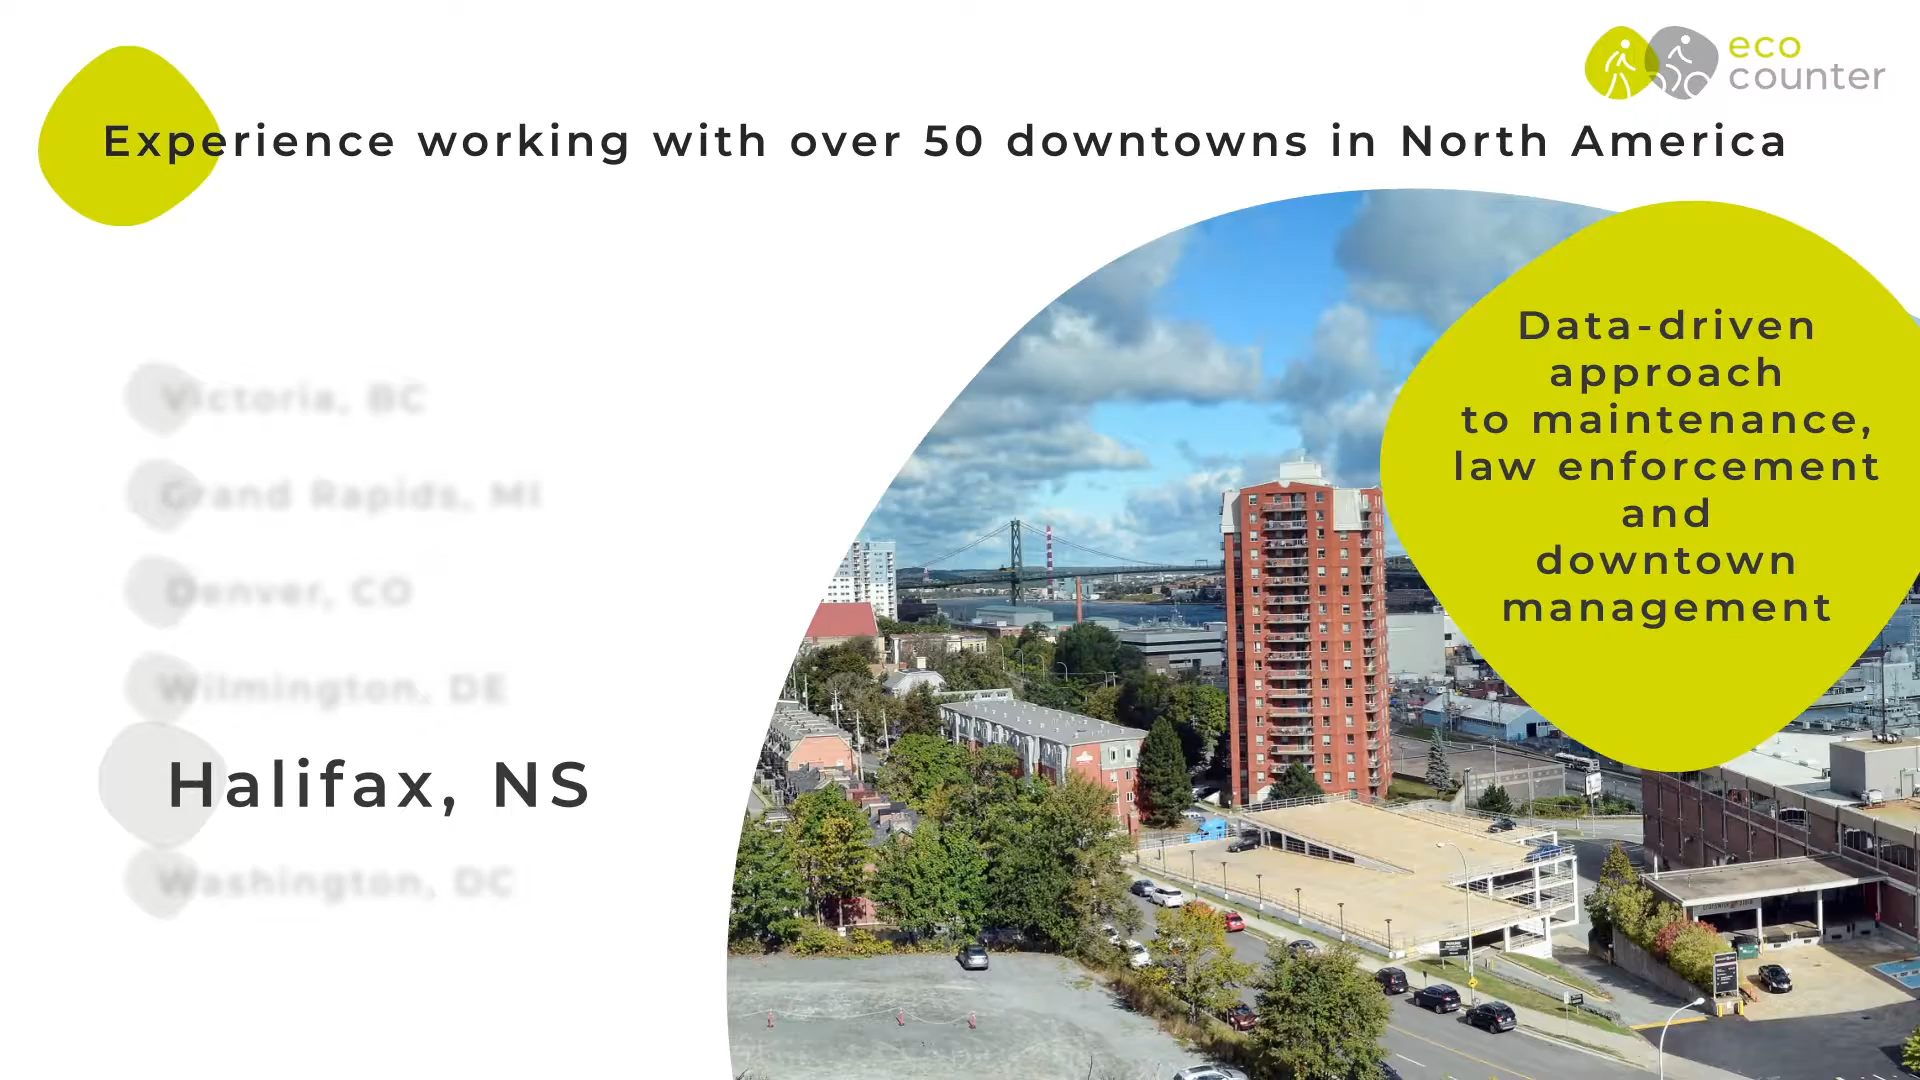 eco
counter
Experience working with over 50 downtowns in North America
Data-driven
approach
to maintenance,
law enforcement
and
downtown
management
Victoria, BC
Grand Rapids, MI
Denver, CO
Wilmington, DE
Halifax, NS
Washington, DC